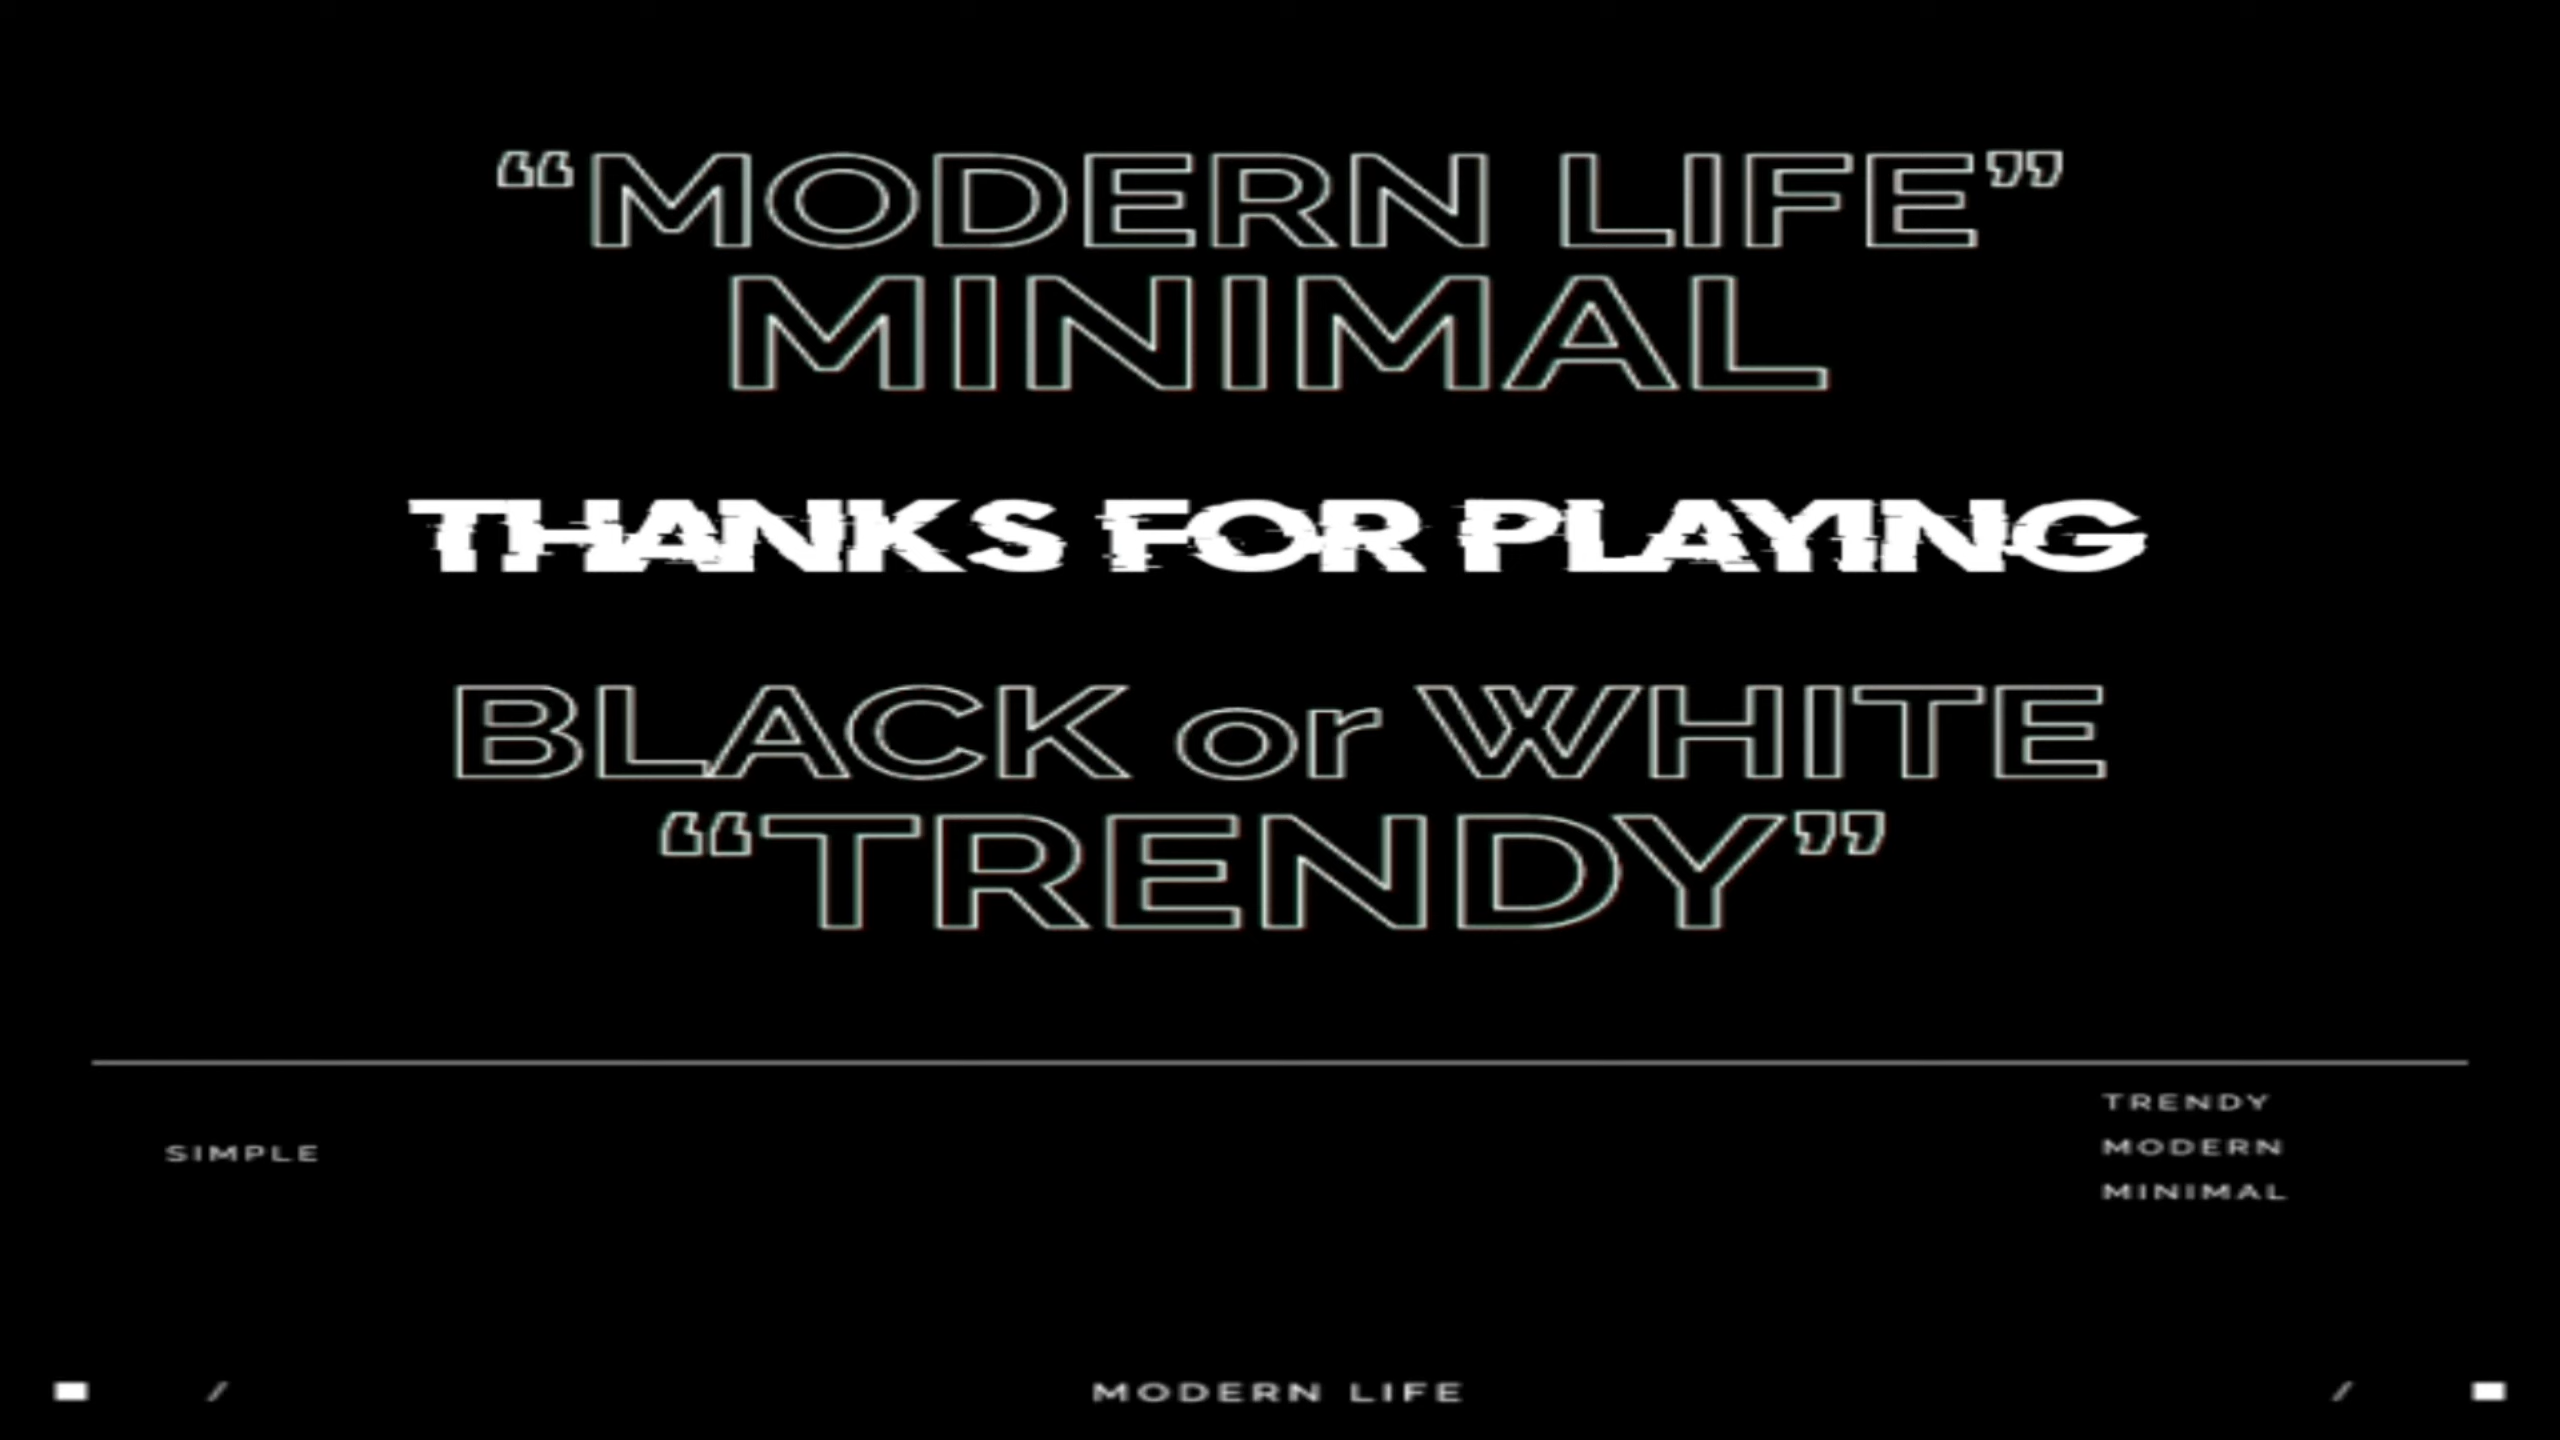 “MODERN LIFE”
MINIMAL
THANKS FOR PLAYING
BLACK or WHITE
“TRENDY”
SIMPLE
TRENDY
MODERN
MINIMAL
/ MODERN LIFE /